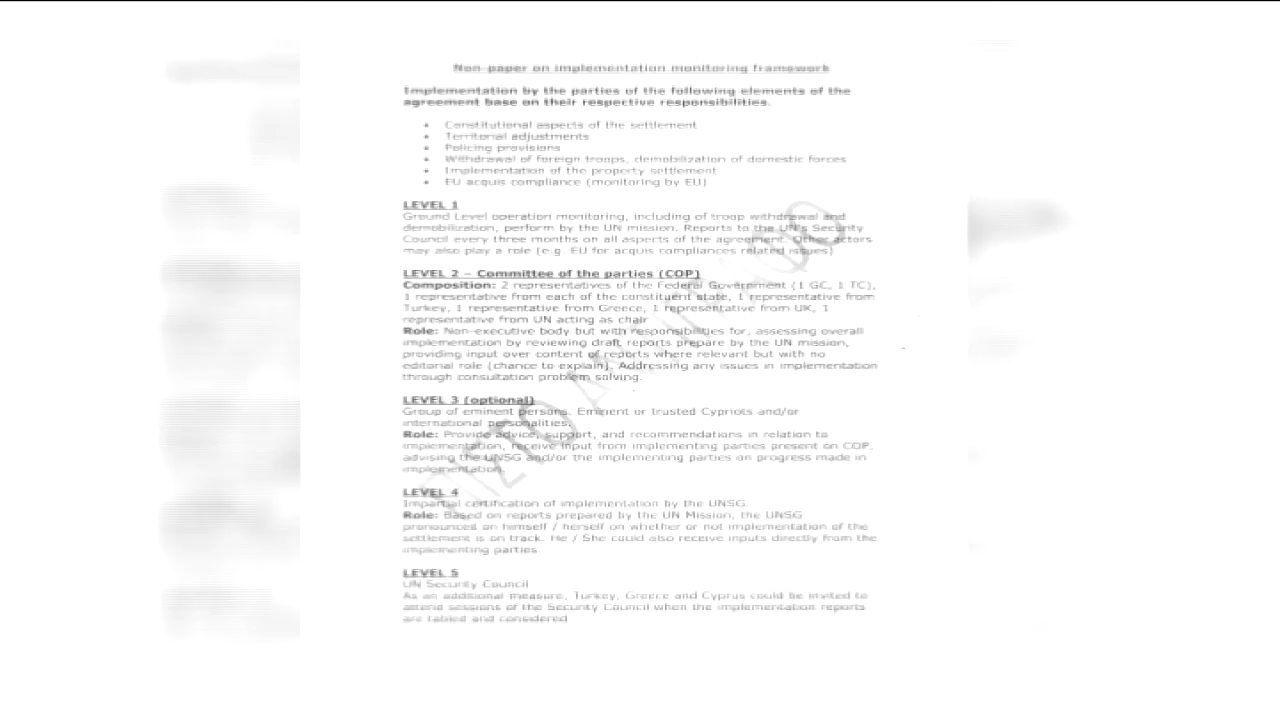 Non-paper on implementation monitoring framework
Implementation by the parties of the following elements of the
agreement base on their respective responsibilities.
• Constitutional aspects of the settlement
• Territorial adjustments
• Policing provisions
• Withdrawal of foreign troops, demobilization of domestic forces
• Implementation of the property settlement
• EU acquis compliance (monitoring by EU)
LEVEL 1
Ground Level operation monitoring, including of troop withdrawal and
demobilization, perform by the UN mission. Reports to the UN's Security
Council every three months on all aspects of the agreement. Other actors
may also play a role (e.g. EU for acquis compliances related issues)
LEVEL 2 – Committee of the parties (COP)
Composition: 2 representatives of the Federal Government (1 GC, 1 TC),
1 representative from each of the constituent state, 1 representative from
Turkey, 1 representative from Greece, 1 representative from UK, 1
representative from UN acting as chair
Role: Non-executive body but with responsibilities for, assessing overall
implementation by reviewing draft reports prepare by the UN mission,
providing input over content of reports where relevant but with no
editorial role (chance to explain). Addressing any issues in implementation
through consultation problem solving.
LEVEL 3 (optional)
Group of eminent persons. Eminent or trusted Cypriots and/or
international personalities.
Role: Provide advice, support, and recommendations in relation to
implementation, receive input from implementing parties present on COP,
advising the UNSG and/or the implementing parties on progress made in
implementation.
LEVEL 4
Impartial certification of implementation by the UNSG.
Role: Based on reports prepared by the UN Mission, the UNSG
pronounced on himself / herself on whether or not implementation of the
settlement is on track. He / She could also receive inputs directly from the
implementing parties.
LEVEL 5
UN Security Council
As an additional measure, Turkey, Greece and Cyprus could be invited to
attend sessions of the Security Council when the implementation reports
are tabled and considered